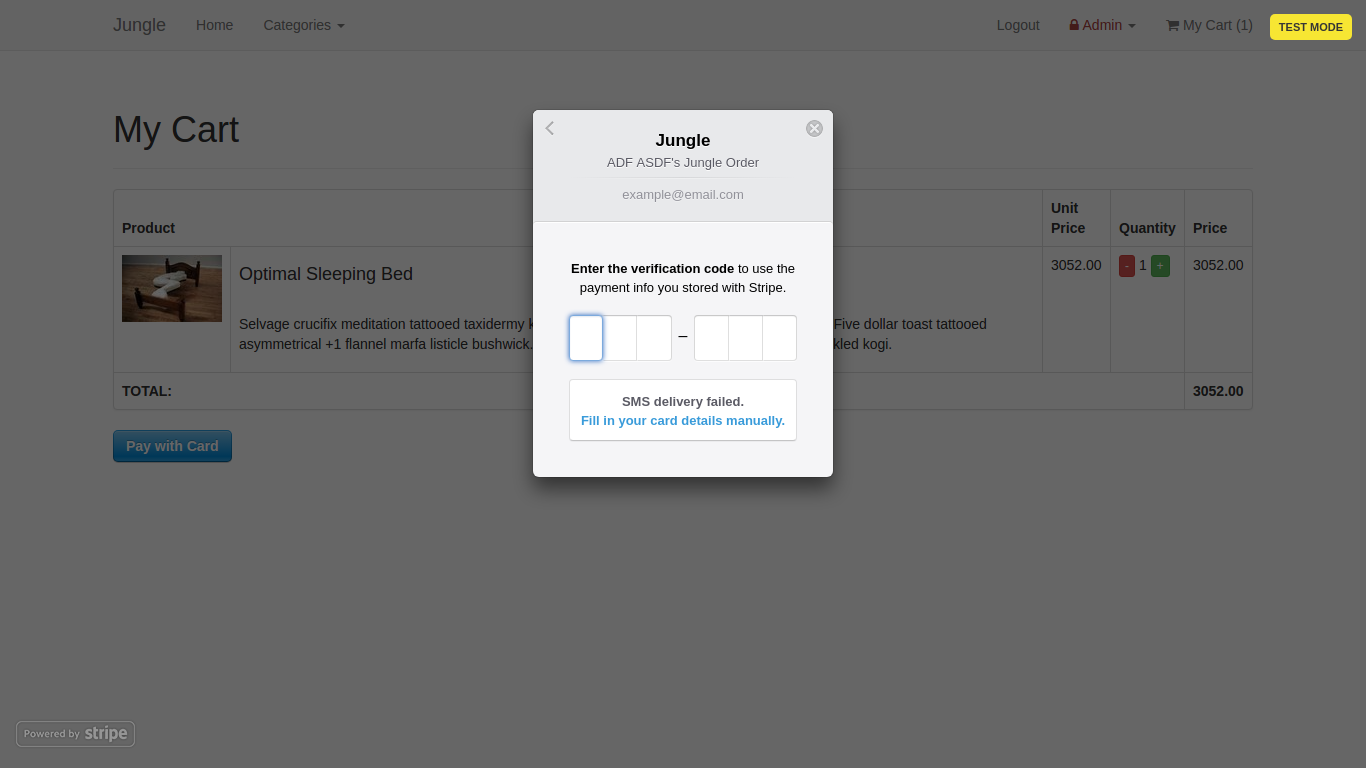 Jungle
Home
Categories
Logout
Admin
My Cart (1)
TEST MODE
My Cart
Product
Unit Price
Quantity
Price
Optimal Sleeping Bed
Selvage crucifix meditation tattooed taxidermy
Five dollar toast tattooed
asymmetrical +1 flannel marfa listicle bushwick.
kogi.
3052.00
- 1 +
3052.00
TOTAL:
3052.00
Pay with Card
Jungle
ADF ASDF's Jungle Order
example@email.com
Enter the verification code to use the
payment info you stored with Stripe.
–
SMS delivery failed.
Fill in your card details manually.
Powered by stripe